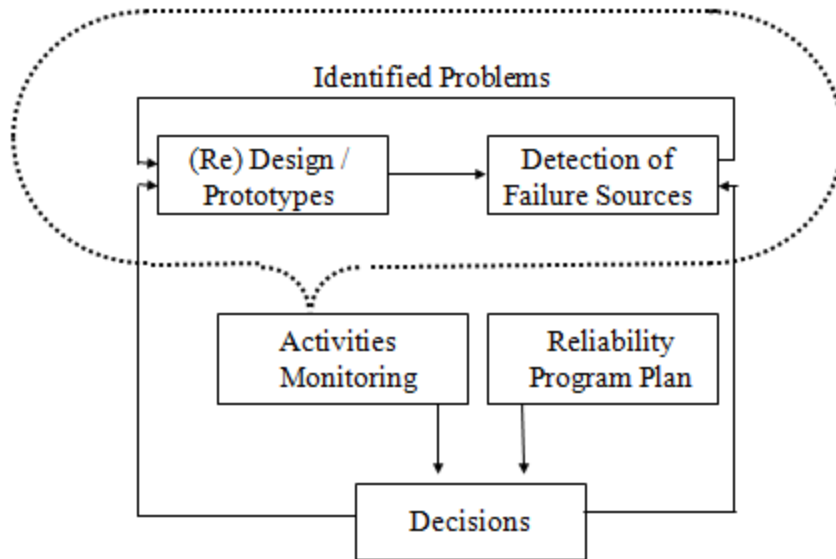 Identified Problems
(Re) Design /
Prototypes
Detection of
Failure Sources
Activities
Monitoring
Reliability
Program Plan
Decisions